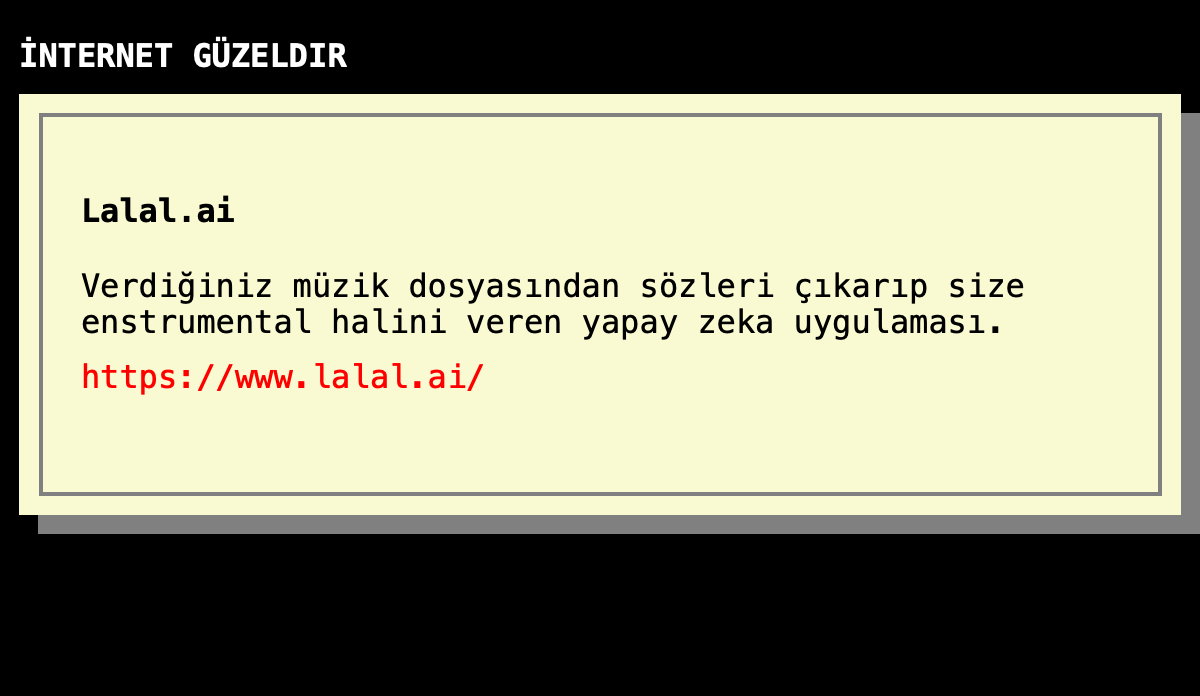 İNTERNET GÜZELDIR
Lalal.ai
Verdiğiniz müzik dosyasından sözleri çıkarıp size
enstrumental halini veren yapay zeka uygulaması.
https://www.lalal.ai/